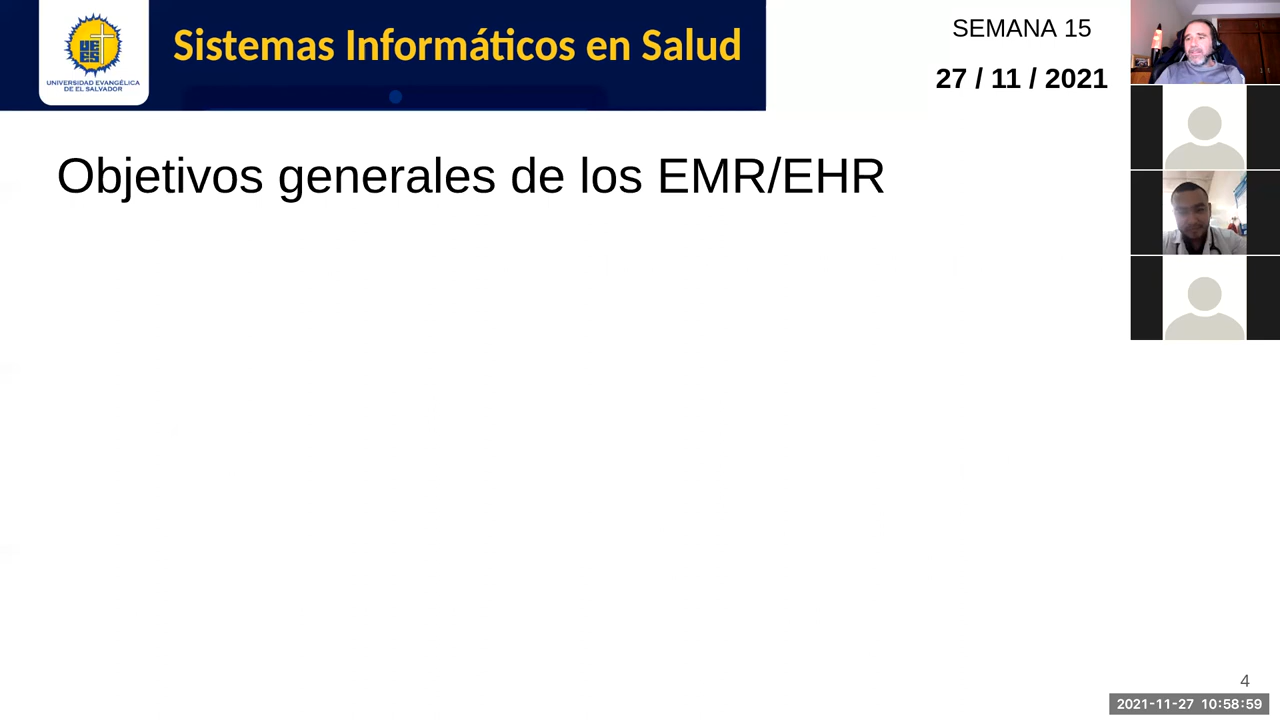 UNIVERSIDAD EVANGÉLICA
DE EL SALVADOR
Sistemas Informáticos en Salud
SEMANA 15
27 / 11 / 2021
Objetivos generales de los EMR/EHR
4
2021-11-27 10:58:59